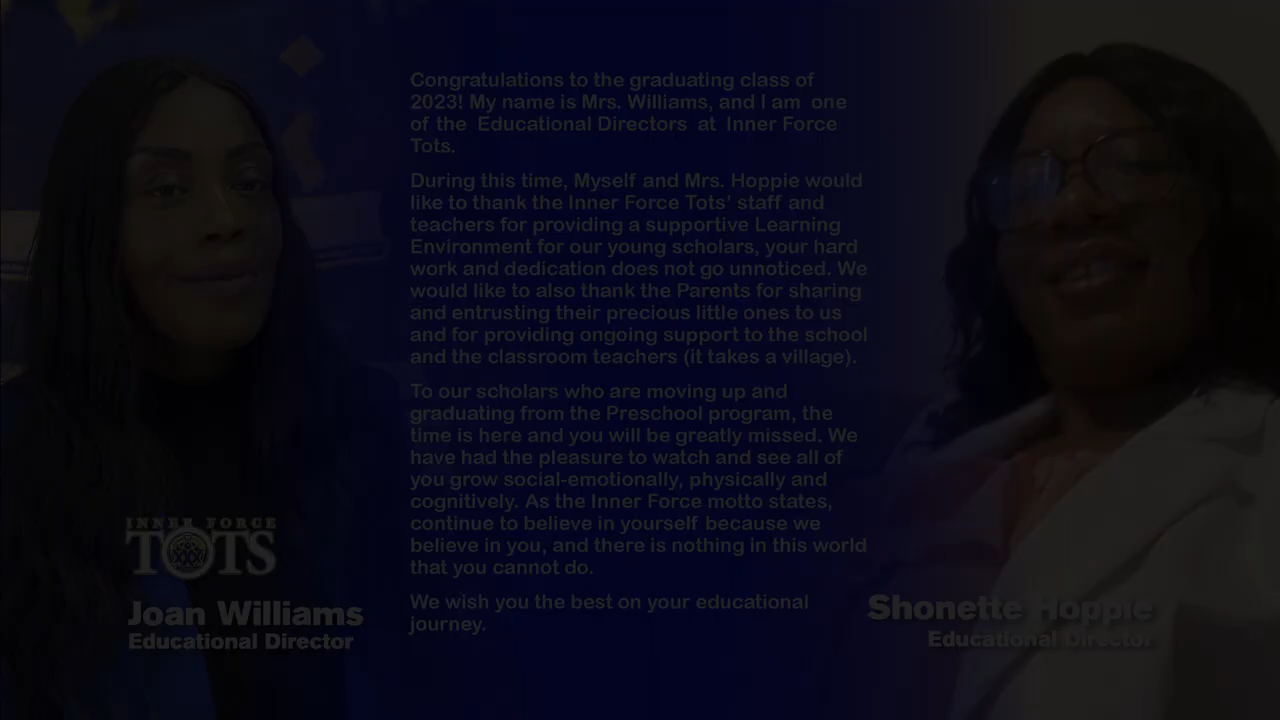 Congratulations to the graduating class of
2023! My name is Mrs. Williams, and I am one
of the Educational Directors at Inner Force
Tots.
During this time, Myself and Mrs. Hoppie would
like to thank the Inner Force Tots' staff and
teachers for providing a supportive Learning
Environment for our young scholars, your hard
work and dedication does not go unnoticed. We
would like to also thank the Parents for sharing
and entrusting their precious little ones to us
and for providing ongoing support to the school
and the classroom teachers (it takes a village).
To our scholars who are moving up and
graduating from the Preschool program, the
time is here and you will be greatly missed. We
have had the pleasure to watch and see all of
you grow social-emotionally, physically and
cognitively. As the Inner Force motto states,
continue to believe in yourself because we
believe in you, and there is nothing in this world
that you cannot do.
We wish you the best on your educational
journey.
INNER FORCE
TOTS
Joan Williams
Educational Director
Shonette Hoppie
Educational Director